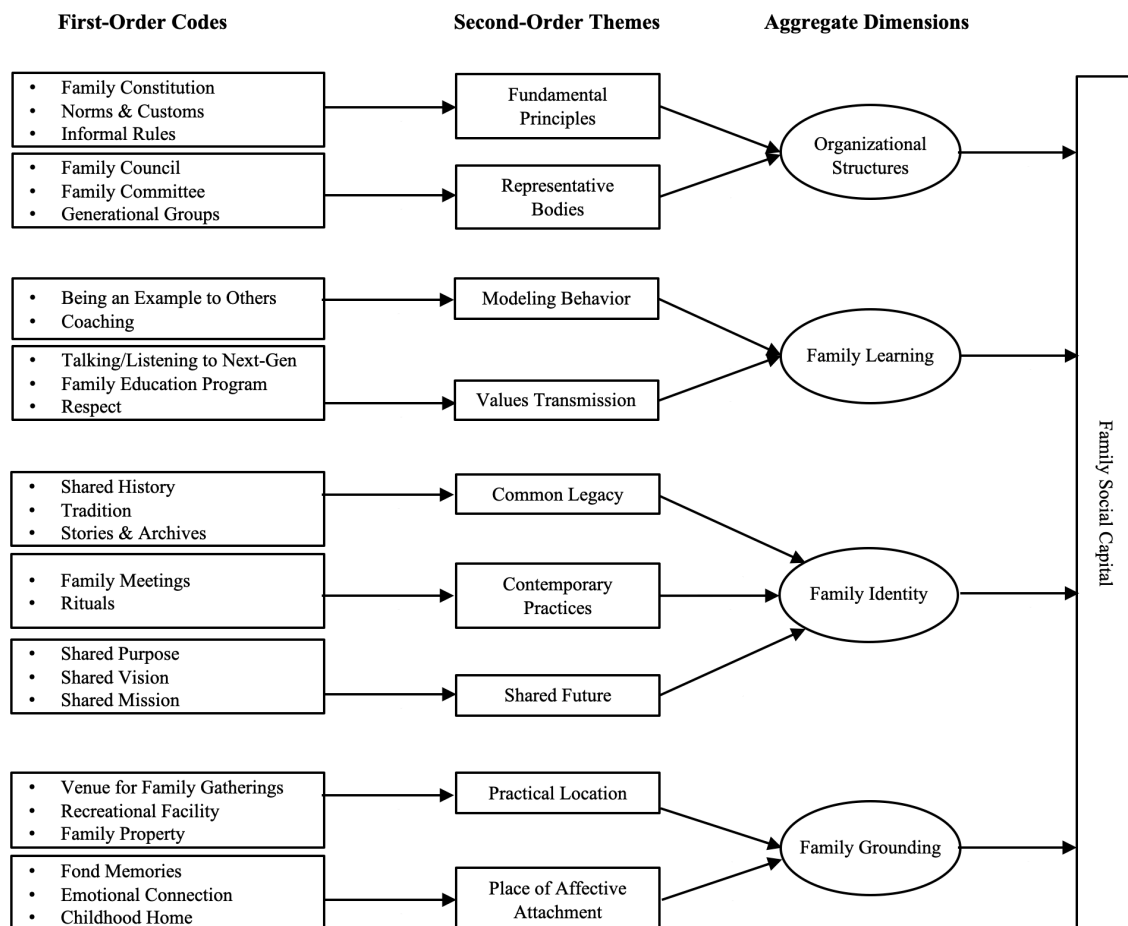 First-Order Codes
Second-Order Themes
Aggregate Dimensions
• Family Constitution
• Norms & Customs
• Informal Rules
Fundamental
Principles
• Family Council
• Family Committee
• Generational Groups
Representative
Bodies
Organizational
Structures
• Being an Example to Others
• Coaching
Modeling Behavior
• Talking/Listening to Next-Gen
• Family Education Program
• Respect
Values Transmission
Family Learning
• Shared History
• Tradition
• Stories & Archives
Common Legacy
• Family Meetings
• Rituals
Contemporary
Practices
• Shared Purpose
• Shared Vision
• Shared Mission
Shared Future
Family Identity
• Venue for Family Gatherings
• Recreational Facility
• Family Property
Practical Location
• Fond Memories
• Emotional Connection
• Childhood Home
Place of Affective
Attachment
Family Grounding
Family Social Capital